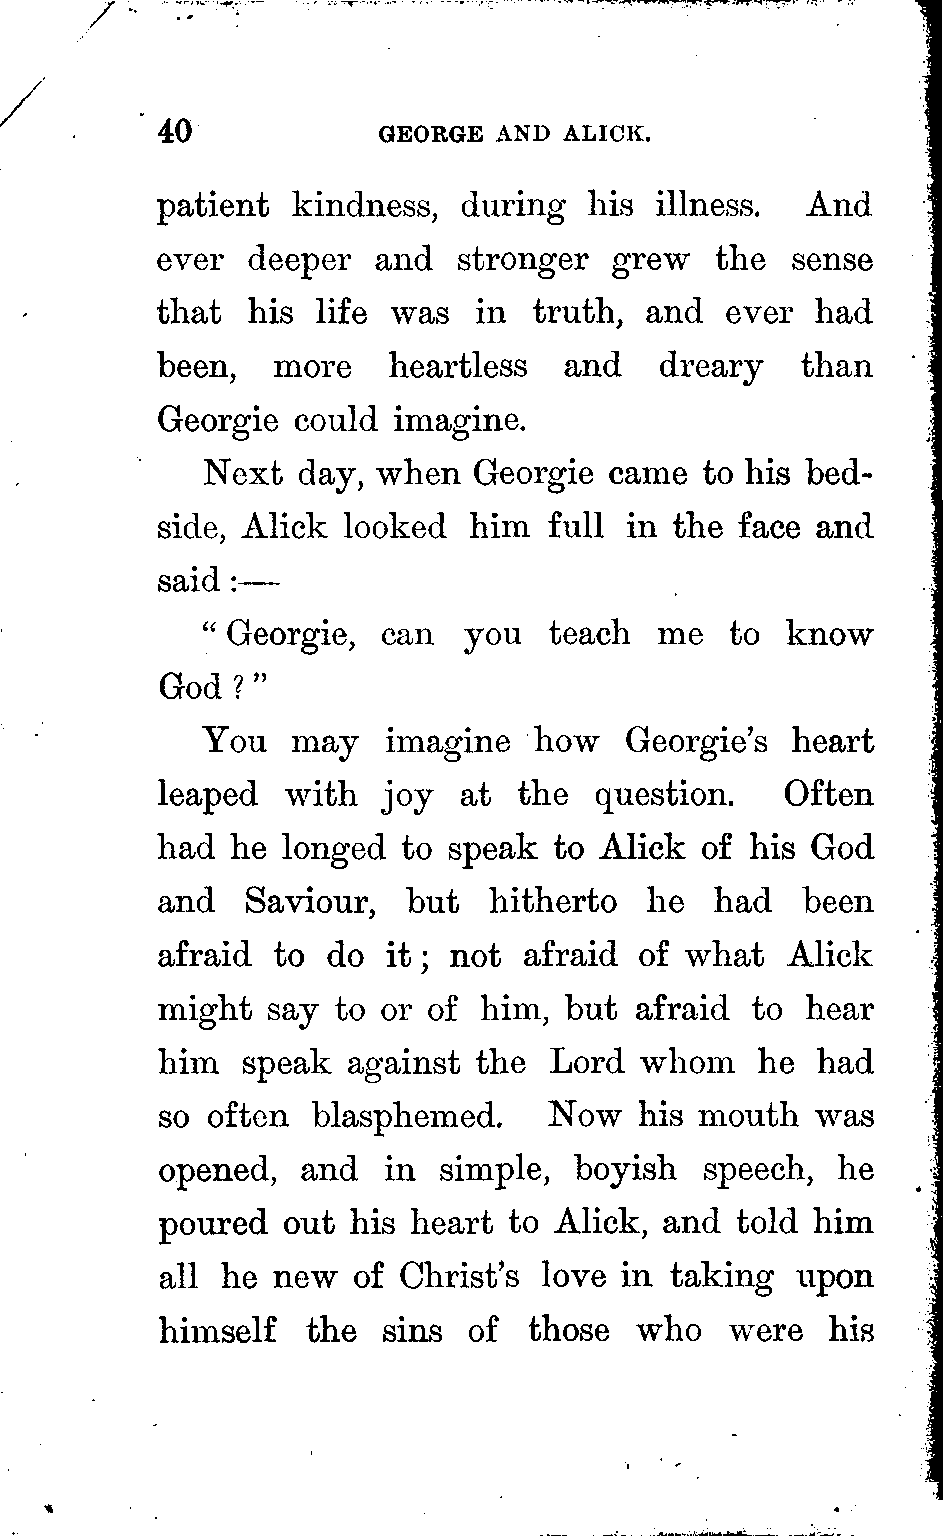 40 GEORGE AND ALICK.
patient kindness, during his illness. And
ever deeper and stronger grew the sense
that his life was in truth, and ever had
been, more heartless and dreary than
Georgie could imagine.
Next day, when Georgie came to his bed-
side, Alick looked him full in the face and
said :—
“ Georgie, can you teach me to know
God ? ”
You may imagine how Georgie’s heart
leaped with joy at the question. Often
had he longed to speak to Alick of his God
and Saviour, but hitherto he had been
afraid to do it ; not afraid of what Alick
might say to or of him, but afraid to hear
him speak against the Lord whom he had
so often blasphemed. Now his mouth was
opened, and in simple, boyish speech, he
poured out his heart to Alick, and told him
all he new of Christ’s love in taking upon
himself the sins of those who were his